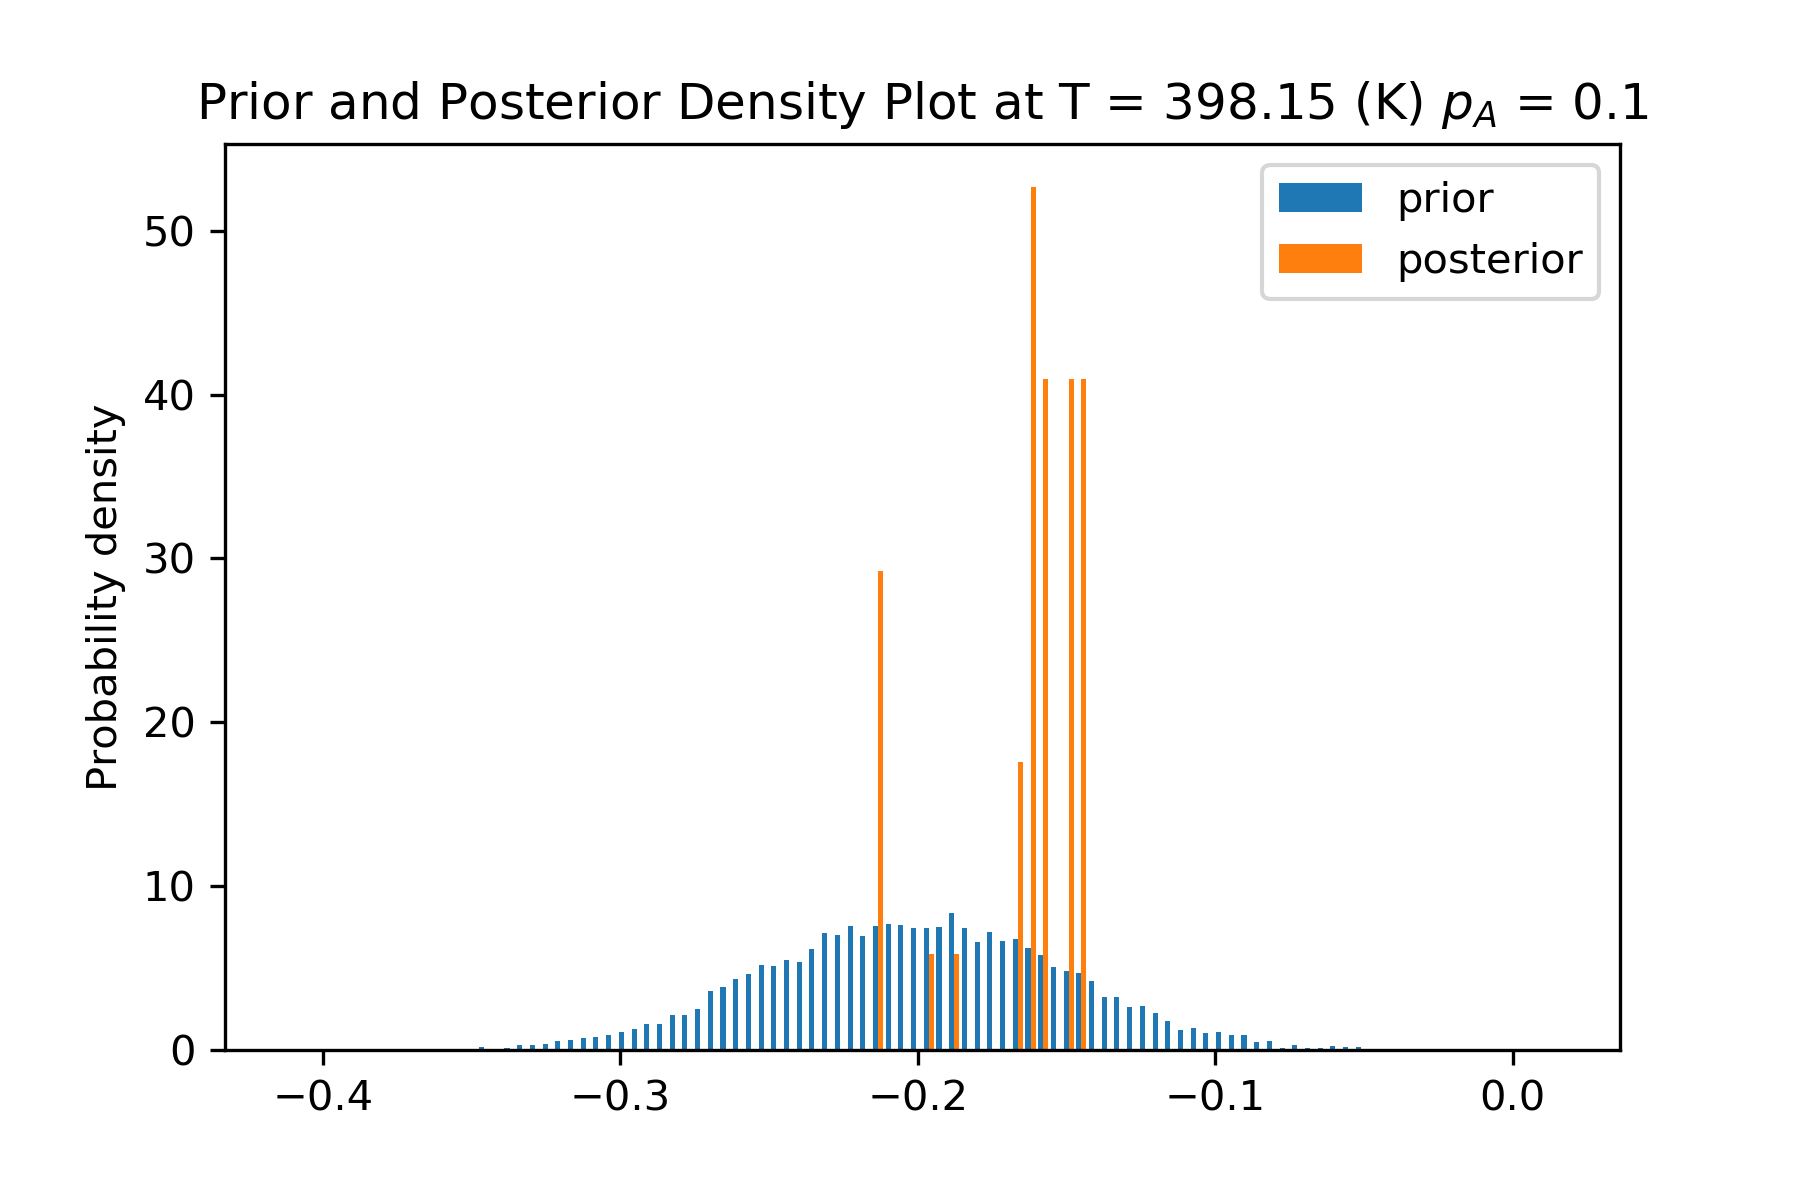 Prior and Posterior Density Plot at T = 398.15 (K) p_A = 0.1
prior
posterior
Probability density
50
40
30
20
10
0
−0.4
−0.3
−0.2
−0.1
0.0